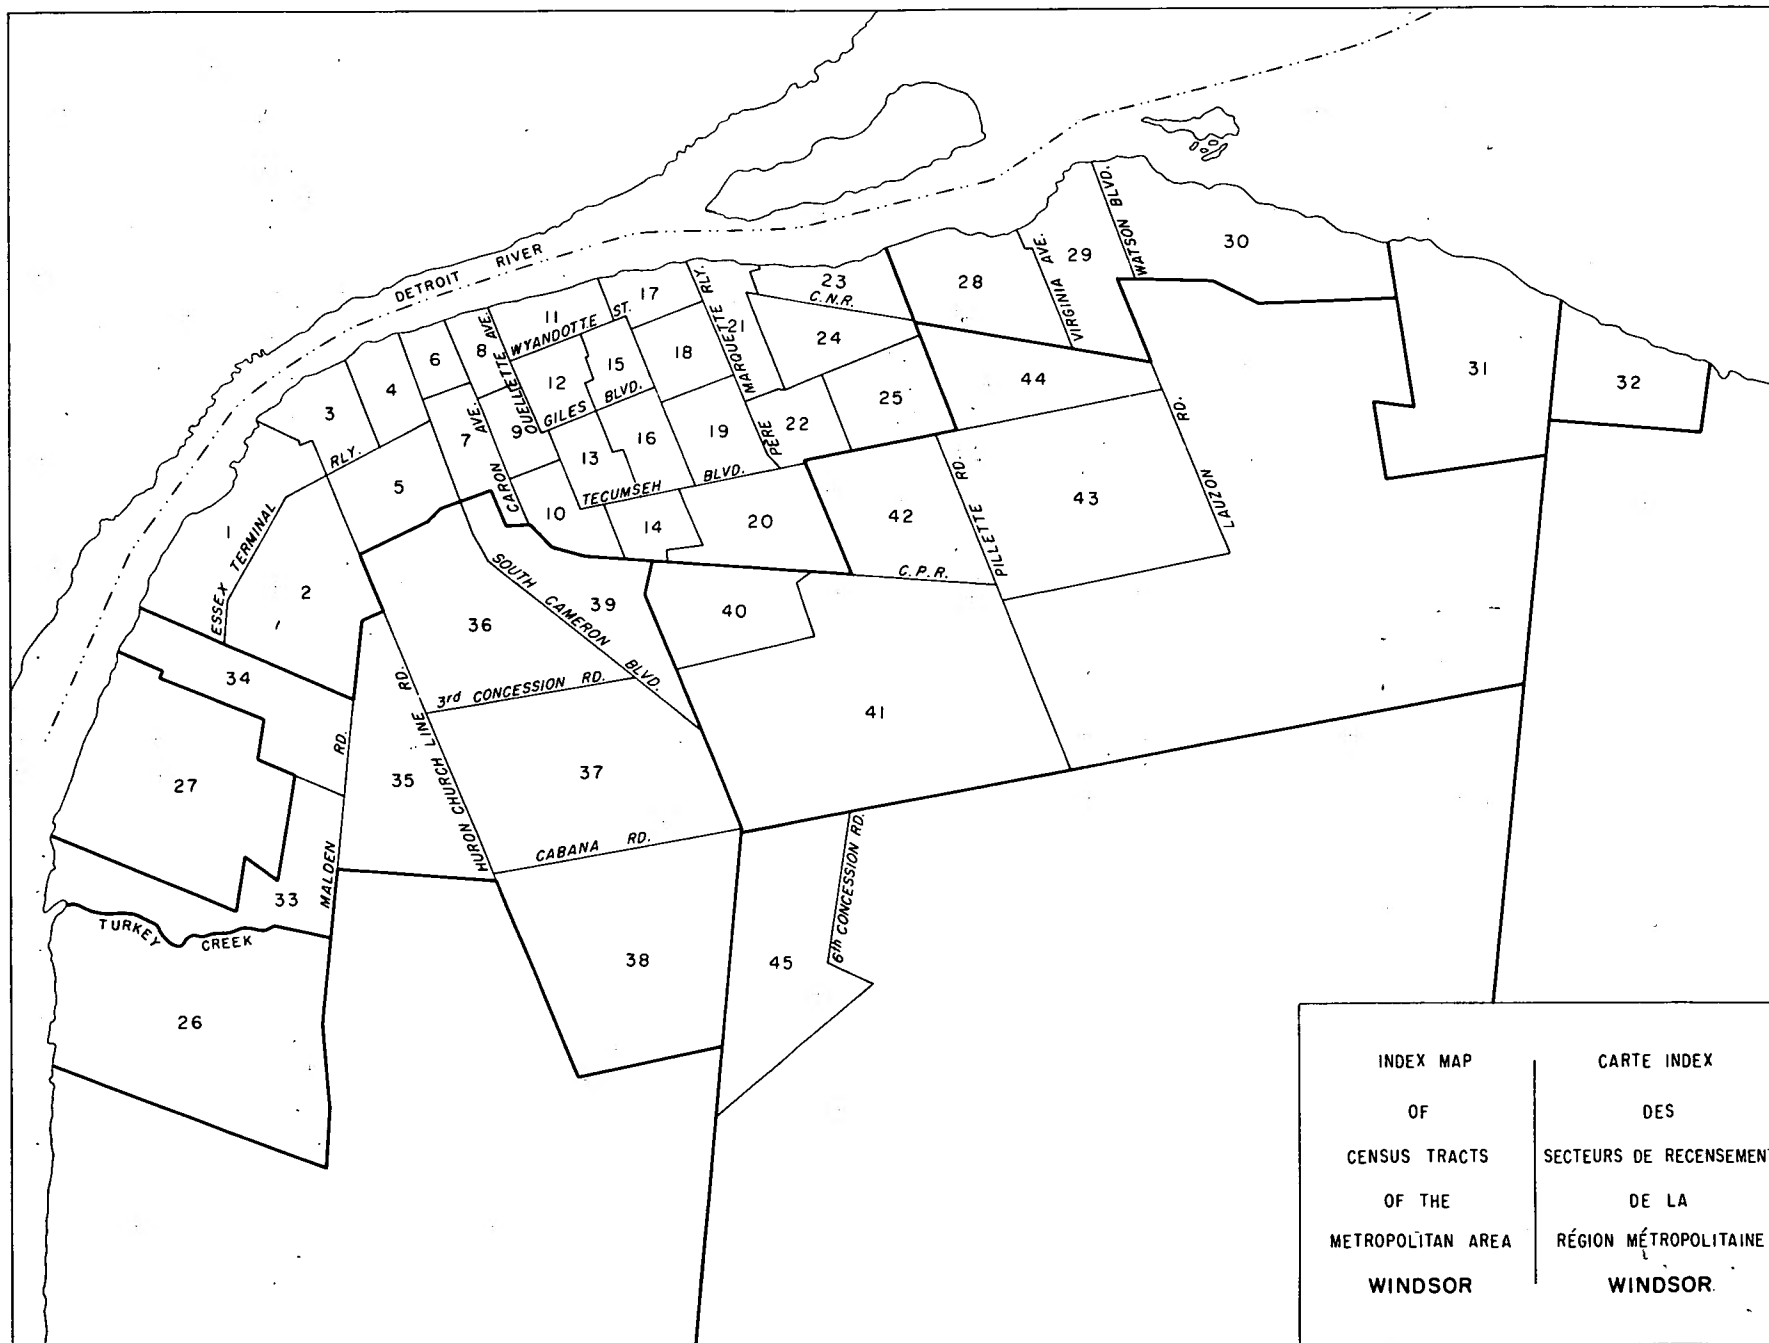 DETROIT RIVER
WATSON BLVD.
30
29
VIRGINIA AVE.
28
23
C.N.R.
17
11
WYANDOTTE ST.
MARQUETTE RLY.
21
24
31
32
6
8
OUELLETTE AVE.
15
18
12
4
GILES BLVD.
44
25
3
22
PERE
7
AVE.
9
16
19
13
RLY.
5
TECUMSEH BLVD.
CARON
10
14
20
42
PILLETTE RD.
43
LAUZON RD.
1
ESSEX TERMINAL
2
SOUTH CAMERON BLVD.
39
40
C.P.R.
36
34
3rd CONCESSION RD.
41
HURON CHURCH LINE RD.
35
37
27
MALDEN RD.
CABANA RD.
6th CONCESSION RD.
33
TURKEY CREEK
38
45
26
INDEX MAP
OF
CENSUS TRACTS
OF THE
METROPOLITAN AREA
WINDSOR
CARTE INDEX
DES
SECTEURS DE RECENSEMENT
DE LA
RÉGION MÉTROPOLITAINE
WINDSOR